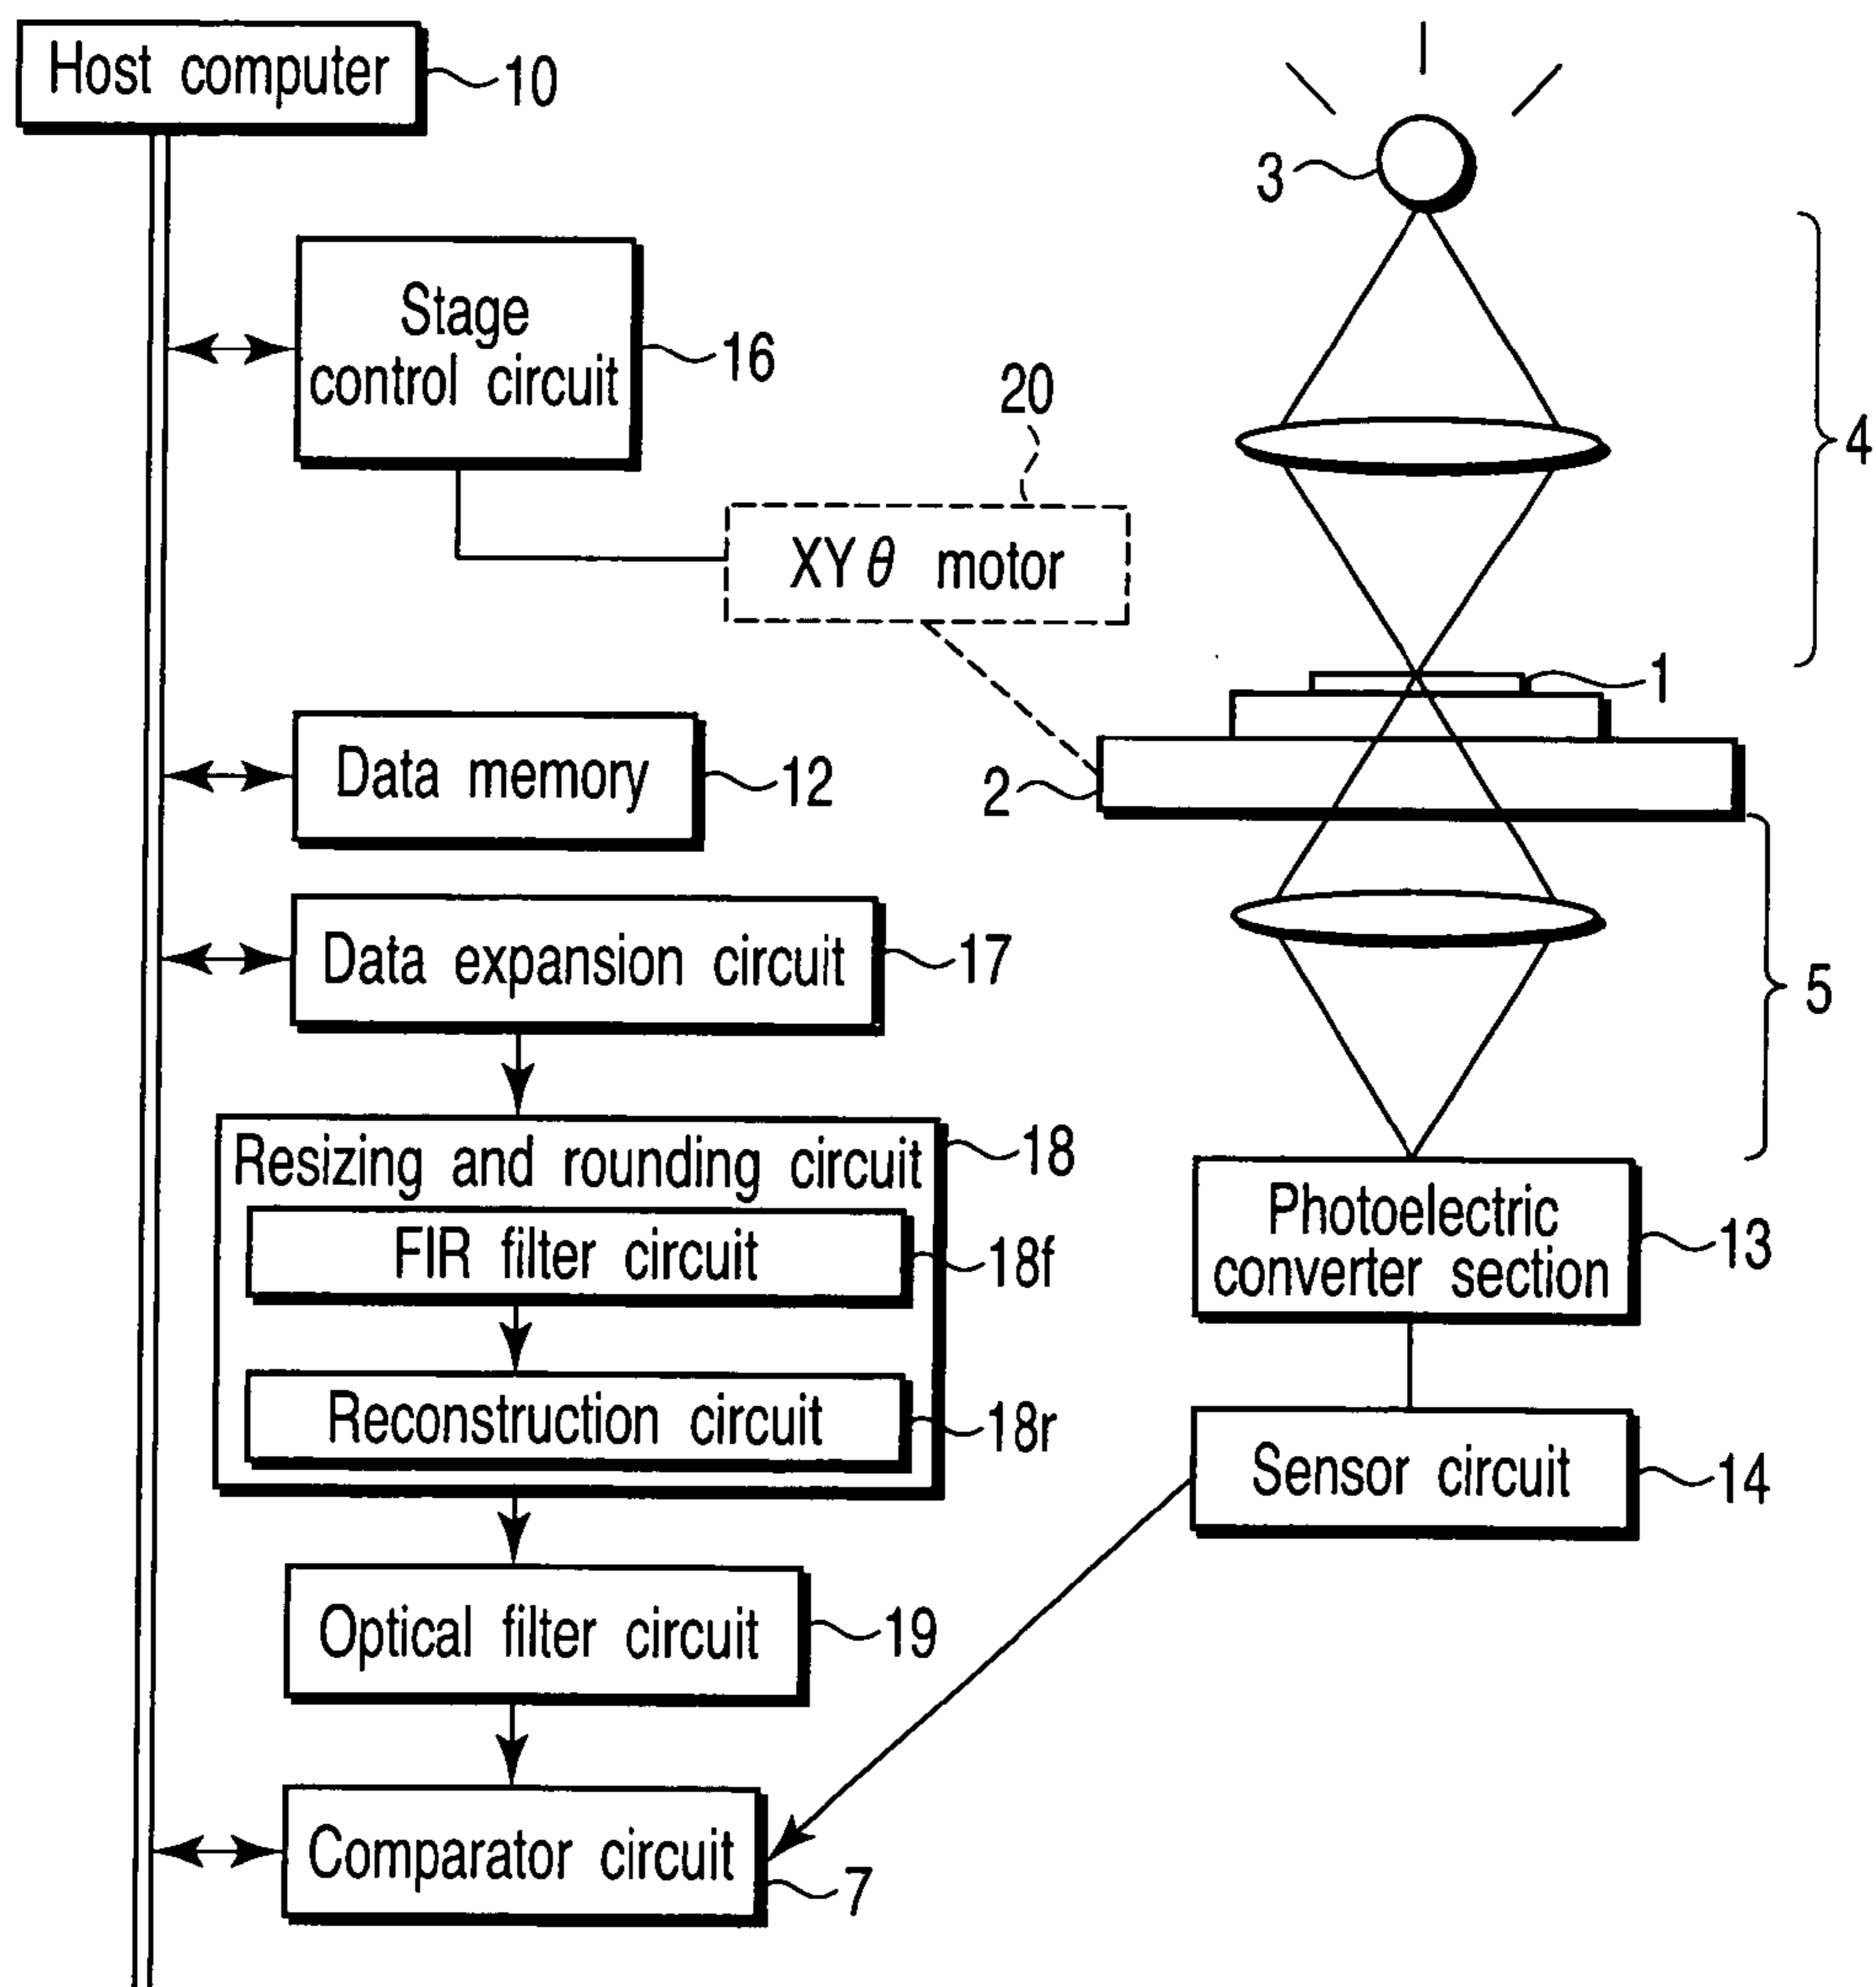 Host computer
10
3
Stage
control circuit
16
20
XYθ motor
4
1
2
Data memory
12
Data expansion circuit
17
5
Resizing and rounding circuit
18
FIR filter circuit
18f
Reconstruction circuit
18r
Photoelectric
converter section
13
Sensor circuit
14
Optical filter circuit
19
Comparator circuit
7